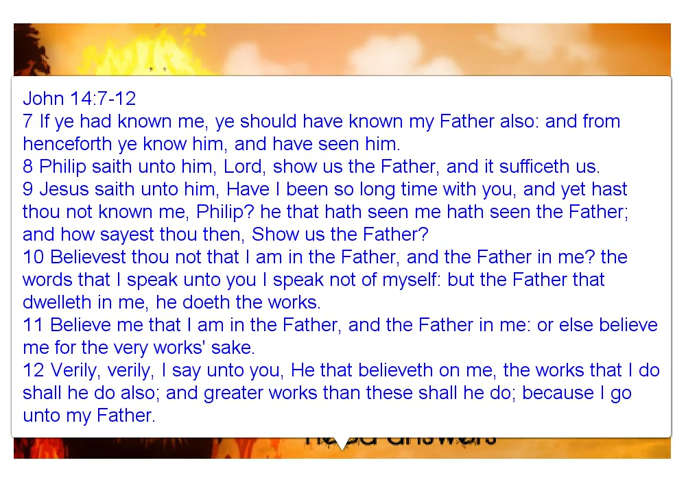 John 14:7-12
7 If ye had known me, ye should have known my Father also: and from
henceforth ye know him, and have seen him.
8 Philip saith unto him, Lord, show us the Father, and it sufficeth us.
9 Jesus saith unto him, Have I been so long time with you, and yet hast
thou not known me, Philip? he that hath seen me hath seen the Father;
and how sayest thou then, Show us the Father?
10 Believest thou not that I am in the Father, and the Father in me? the
words that I speak unto you I speak not of myself: but the Father that
dwelleth in me, he doeth the works.
11 Believe me that I am in the Father, and the Father in me: or else believe
me for the very works' sake.
12 Verily, verily, I say unto you, He that believeth on me, the works that I do
shall he do also; and greater works than these shall he do; because I go
unto my Father.
need answers